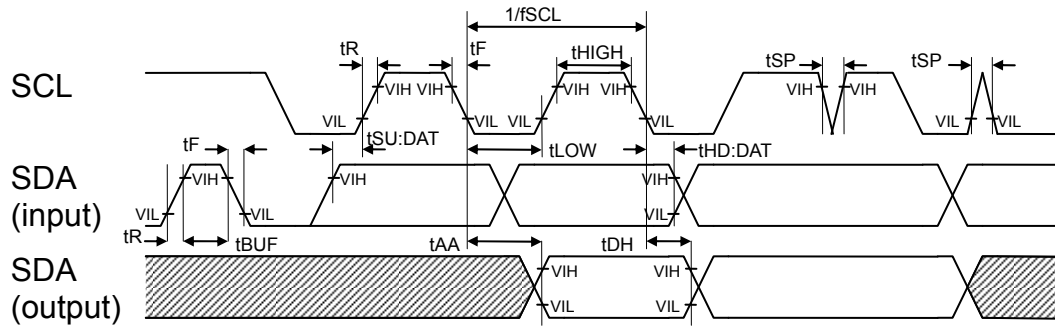 1/fSCL
tR
tF
tHIGH
tSP
tSP
SCL
VIH
VIH
VIH
VIH
VIH
VIH
VIL
VIL
VIL
VIL
VIL
VIL
tSU:DAT
tLOW
tHD:DAT
tF
SDA
(input)
VIH
VIH
VIH
VIL
VIL
VIL
tR
tBUF
tAA
tDH
SDA
(output)
VIH
VIH
VIL
VIL